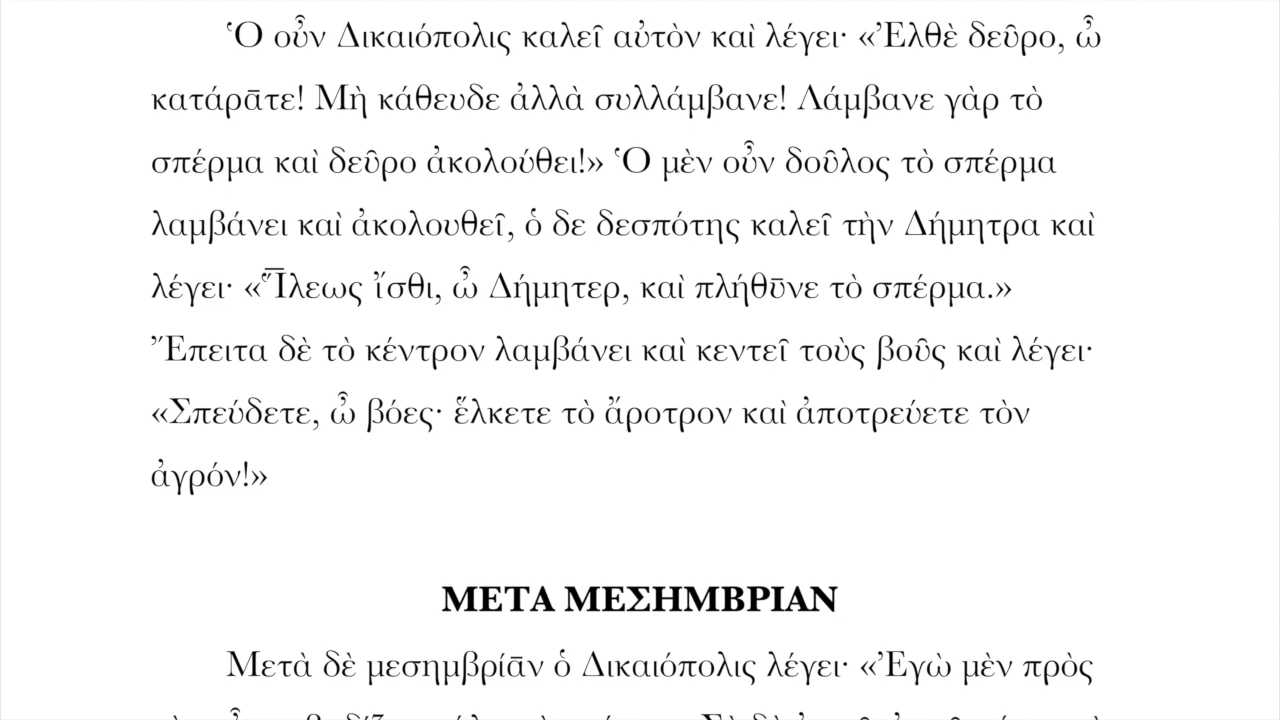 Ὁ οὖν Δικαιόπολις καλεῖ αὐτὸν καὶ λέγει· «Ἐλθὲ δεῦρο, ὦ
κατάρᾱτε! Μὴ κάθευδε ἀλλὰ συλλάμβανε! Λάμβανε γὰρ τὸ
σπέρμα καὶ δεῦρο ἀκολούθει!» Ὁ μὲν οὖν δοῦλος τὸ σπέρμα
λαμβάνει καὶ ἀκολουθεῖ, ὁ δε δεσπότης καλεῖ τὴν Δήμητρα καὶ
λέγει· «Ἵ̄λεως ἴσθι, ὦ Δήμητερ, καὶ πλήθῡνε τὸ σπέρμα.»
Ἔπειτα δὲ τὸ κέντρον λαμβάνει καὶ κεντεῖ τοὺς βοῦς καὶ λέγει·
«Σπεύδετε, ὦ βόες· ἕλκετε τὸ ἄροτρον καὶ ἀποτρεύετε τὸν
ἀγρόν!»
ΜΕΤΑ ΜΕΣΗΜΒΡΙΑΝ
Μετὰ δὲ μεσημβρίᾱν ὁ Δικαιόπολις λέγει· «Ἐγὼ μὲν πρὸς